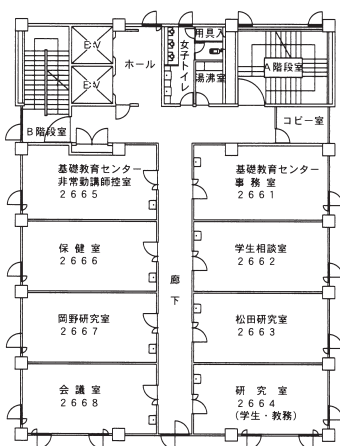 用具入
E.V
ホール
女子トイレ
湯沸室
A階段室
E.V
コピー室
B階段室
基礎教育センター
非常勤講師控室
2665
基礎教育センター
事務室
2661
保健室
2666
学生相談室
2662
廊下
岡野研究室
2667
松田研究室
2663
会議室
2668
研究室
2664
(学生・教務)